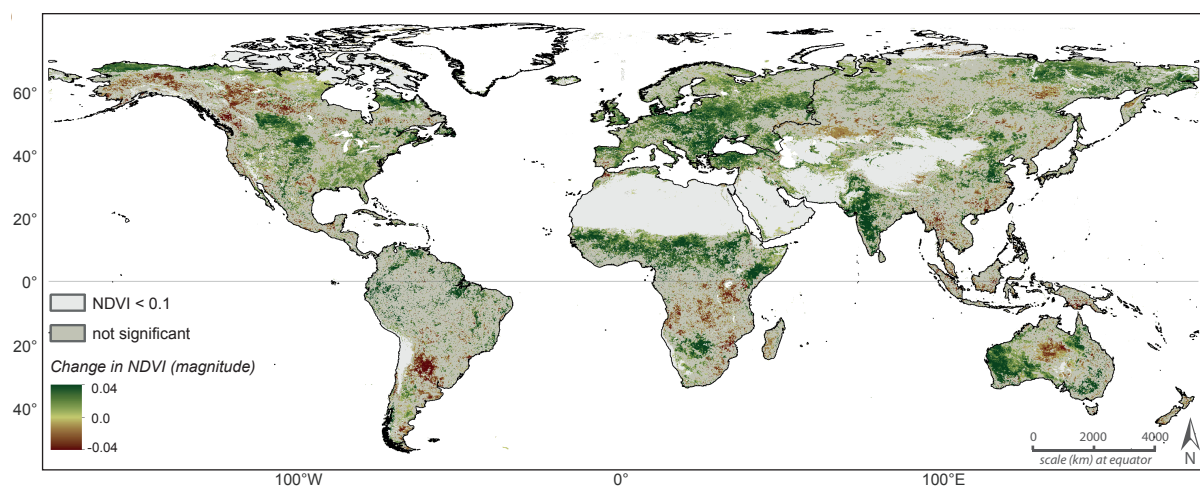 60°
40°
20°
0°
20°
40°
NDVI < 0.1
not significant
Change in NDVI (magnitude)
0.04
0.0
-0.04
0 2000 4000
scale (km) at equator
N
100°W 0° 100°E